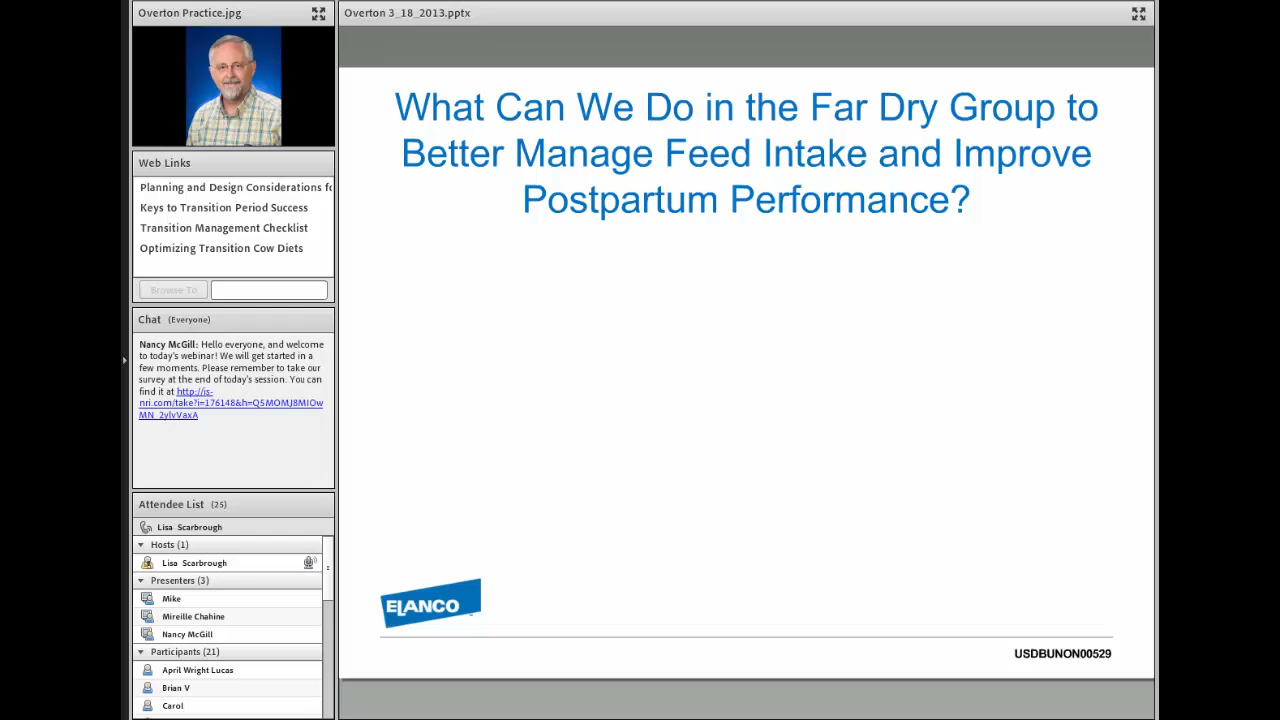 Overton Practice.jpg
Web Links
Planning and Design Considerations fo
Keys to Transition Period Success
Transition Management Checklist
Optimizing Transition Cow Diets
Browse To
Chat (Everyone)
Nancy McGill: Hello everyone, and welcome
to today's webinar! We will get started in a
few moments. Please remember to take our
survey at the end of today's session. You can
find it at http://is-
nri.com/take?i=176148&h=Q5MOMJ8MIOw
MN_2ylvVaxA
Attendee List (25)
Lisa Scarbrough
Hosts (1)
Lisa Scarbrough
Presenters (3)
Mike
Mireille Chahine
Nancy McGill
Participants (21)
April Wright Lucas
Brian V
Carol
Overton 3_18_2013.pptx
What Can We Do in the Far Dry Group to
Better Manage Feed Intake and Improve
Postpartum Performance?
ELANCO
USDBUNON00529